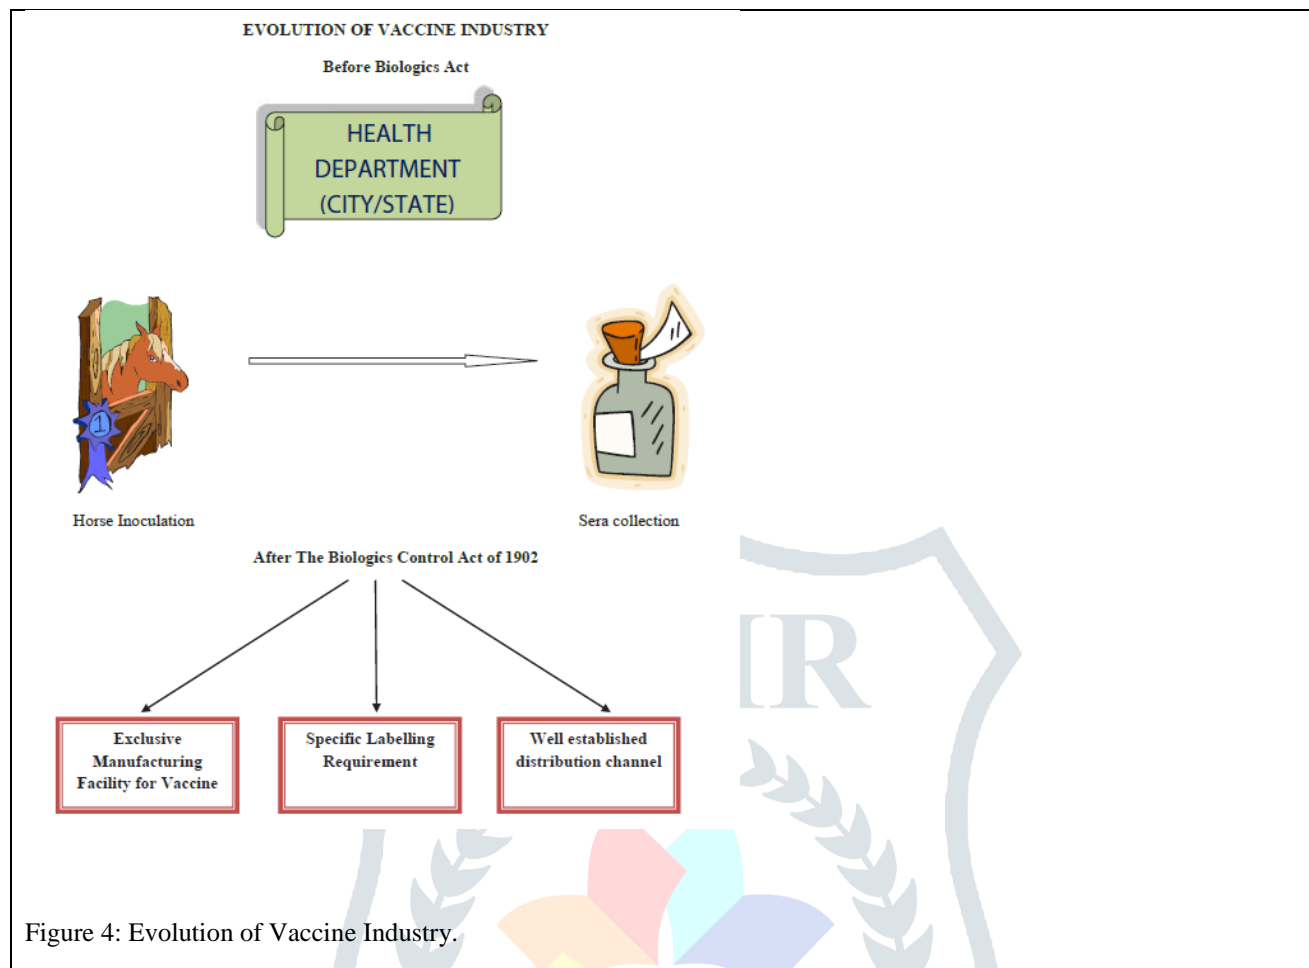 EVOLUTION OF VACCINE INDUSTRY
Before Biologics Act
HEALTH
DEPARTMENT
(CITY/STATE)
1
Horse Inoculation
Sera collection
After The Biologics Control Act of 1902
Exclusive
Manufacturing
Facility for Vaccine
Specific Labelling
Requirement
Well established
distribution channel
Figure 4: Evolution of Vaccine Industry.